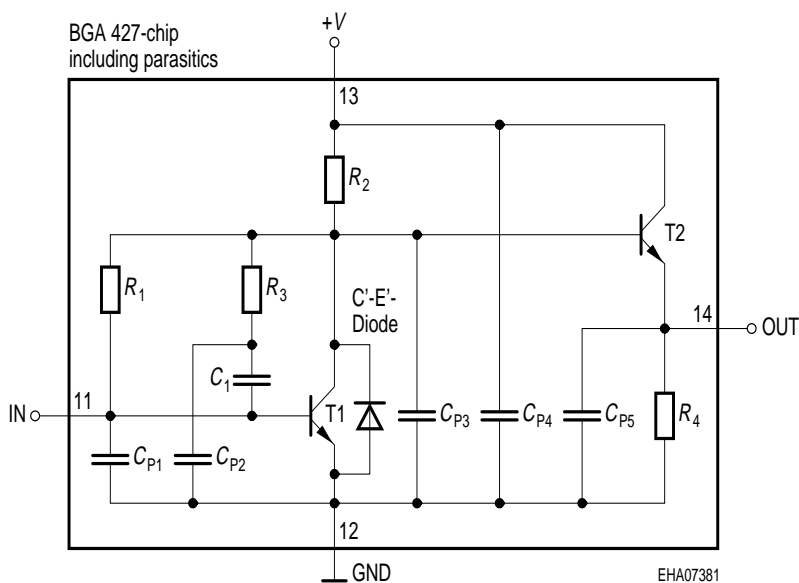 BGA 427-chip
including parasitics
+V
13
R2
T2
R1
R3
C'-E'-
Diode
14
OUT
C1
IN
11
T1
CP1
CP2
CP3
CP4
CP5
R4
12
GND
EHA07381